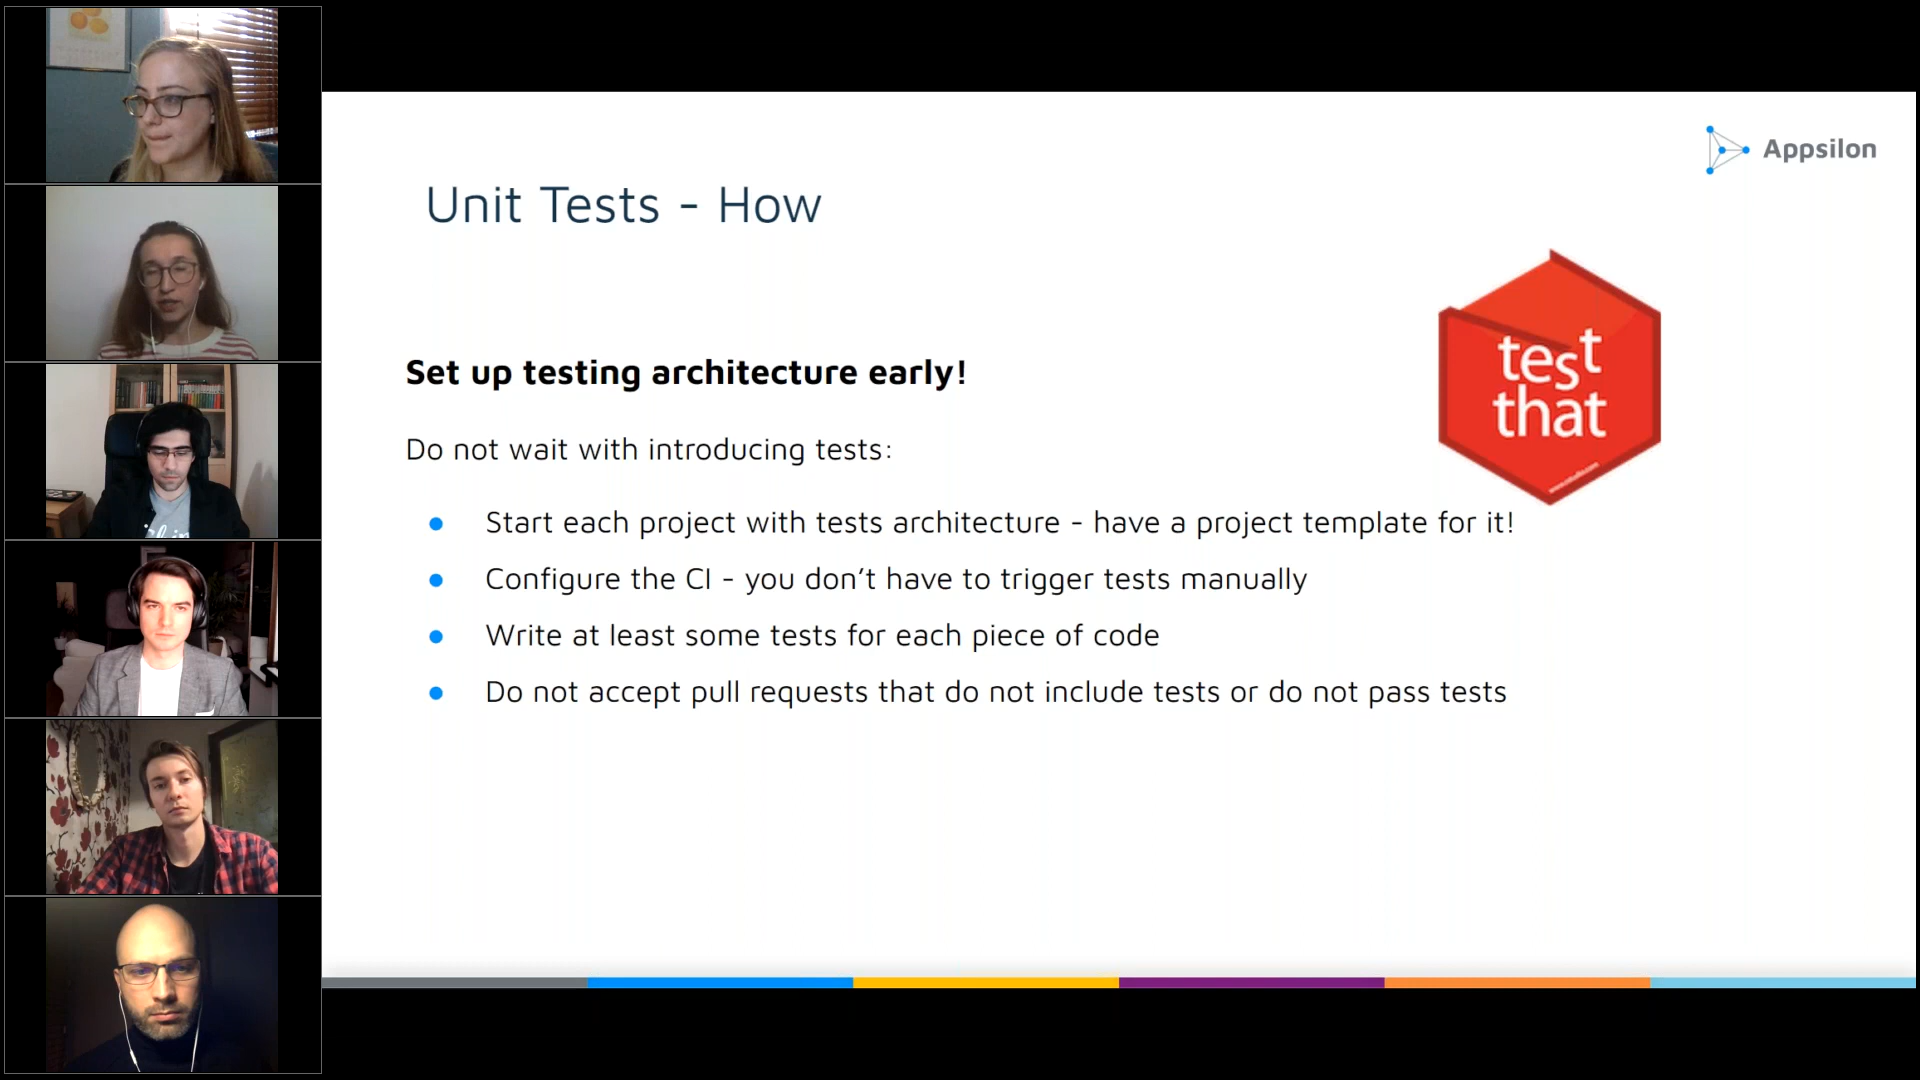 Appsilon
Unit Tests - How
test
that
Set up testing architecture early!
Do not wait with introducing tests:
● Start each project with tests architecture - have a project template for it!
● Configure the CI - you don’t have to trigger tests manually
● Write at least some tests for each piece of code
● Do not accept pull requests that do not include tests or do not pass tests